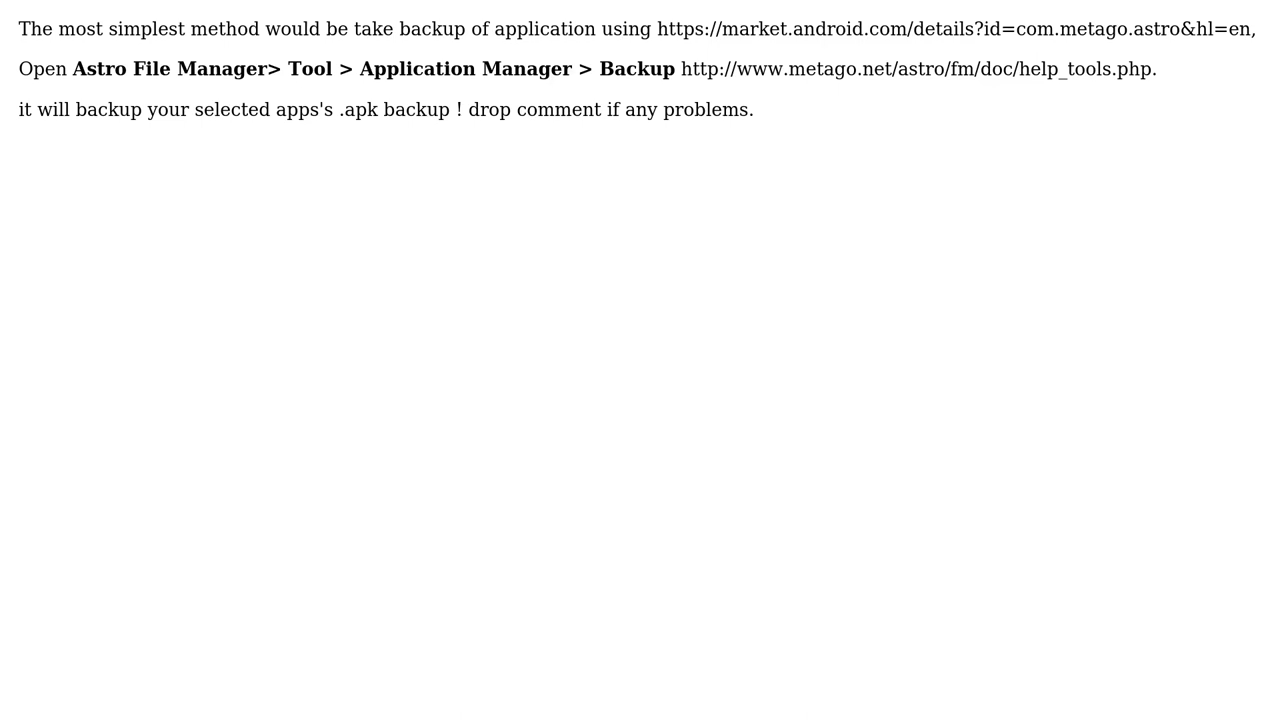 The most simplest method would be take backup of application using https://market.android.com/details?id=com.metago.astro&hl=en,
Open Astro File Manager> Tool > Application Manager > Backup http://www.metago.net/astro/fm/doc/help_tools.php.
it will backup your selected apps's .apk backup ! drop comment if any problems.